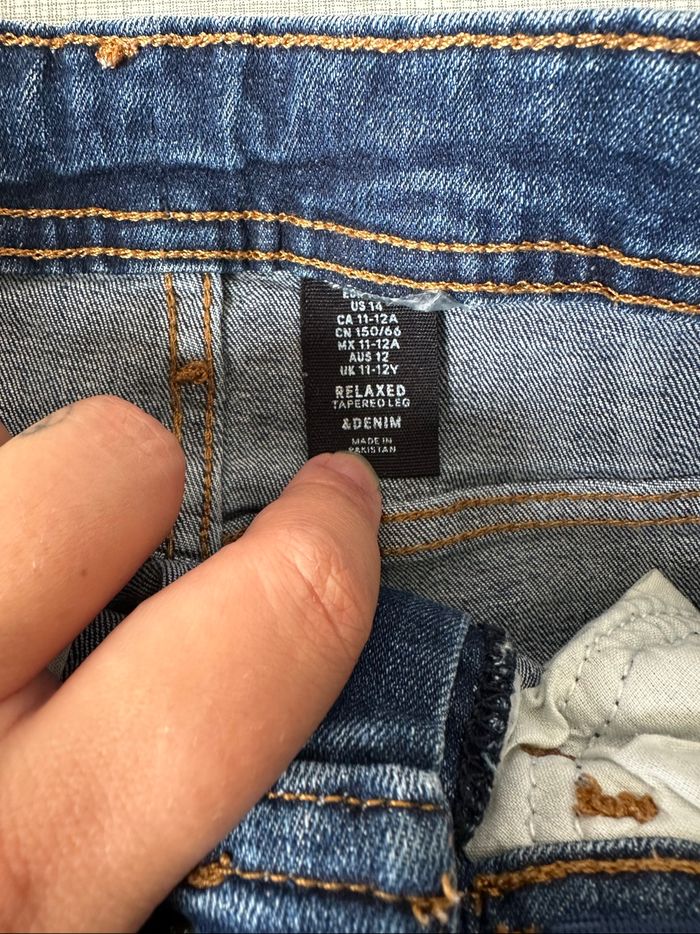 US 14
CA 11-12A
CN 150/66
MX 11-12A
AUS 12
UK 11-12Y
RELAXED
TAPERED LEG
&DENIM
MADE IN
PAKISTAN